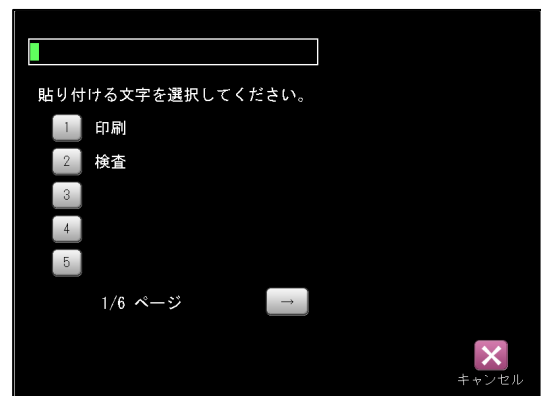 貼り付ける文字を選択してください。
1 印刷
2 検査
3
4
5
1/6 ページ →
キャンセル